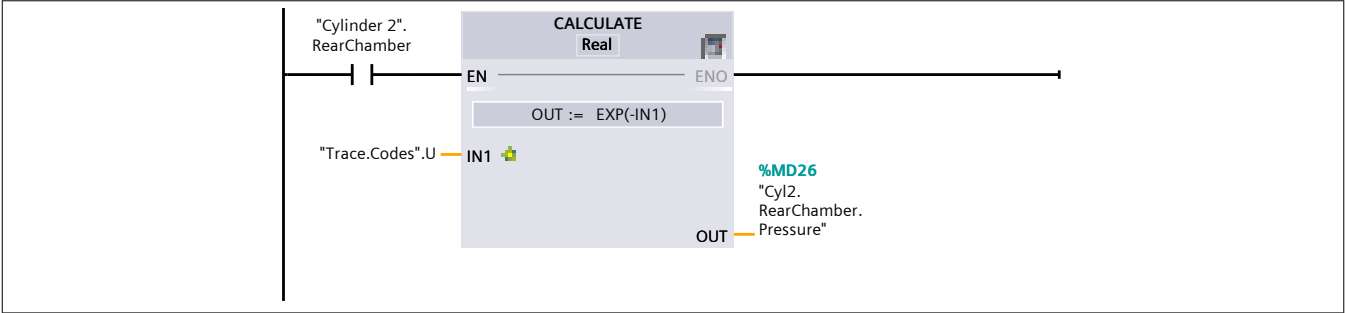 "Cylinder 2".
RearChamber
CALCULATE
Real
EN
ENO
OUT := EXP(-IN1)
"Trace.Codes".U
IN1
%MD26
"Cyl2.
RearChamber.
Pressure"
OUT